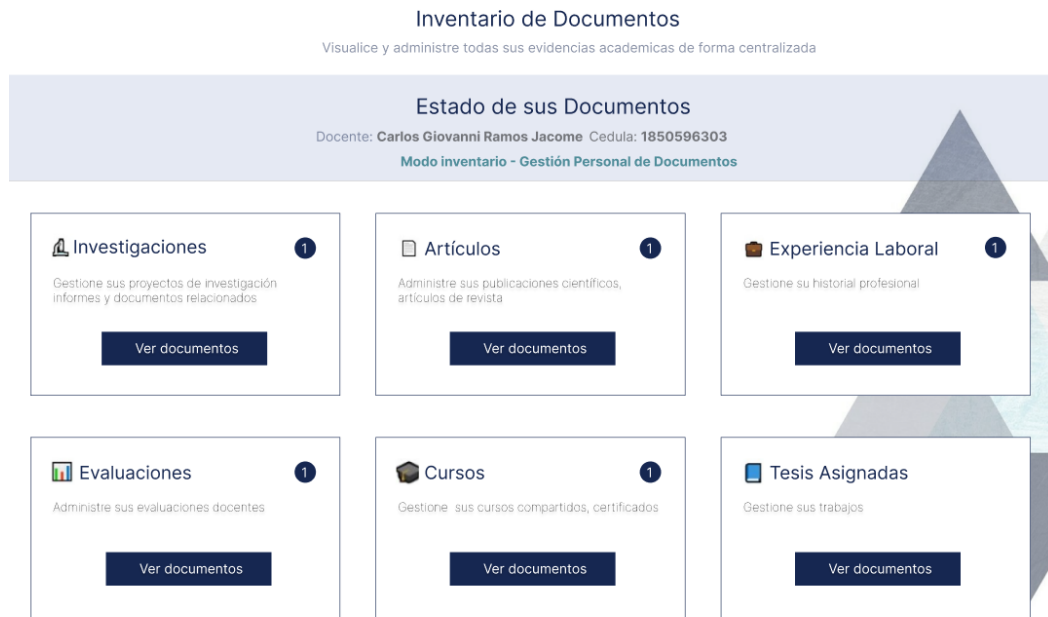 Inventario de Documentos
Visualice y administre todas sus evidencias academicas de forma centralizada
Estado de sus Documentos
Docente: Carlos Giovanni Ramos Jacome Cedula: 1850596303
Modo inventario - Gestión Personal de Documentos
Investigaciones 1
Gestione sus proyectos de investigación
informes y documentos relacionados
Ver documentos
Artículos 1
Administre sus publicaciones científicos,
artículos de revista
Ver documentos
Experiencia Laboral 1
Gestione su historial profesional
Ver documentos
Evaluaciones 1
Administre sus evaluaciones docentes
Ver documentos
Cursos 1
Gestione sus cursos compartidos, certificados
Ver documentos
Tesis Asignadas
Gestione sus trabajos
Ver documentos